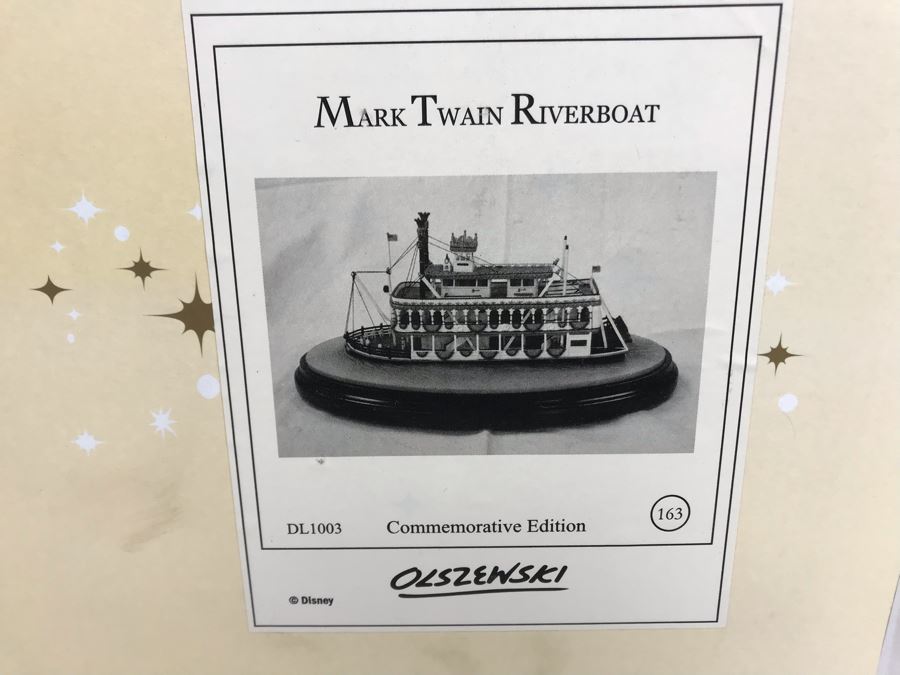 MARK TWAIN RIVERBOAT
DL1003 Commemorative Edition 163
OLSZEWSKI
© Disney